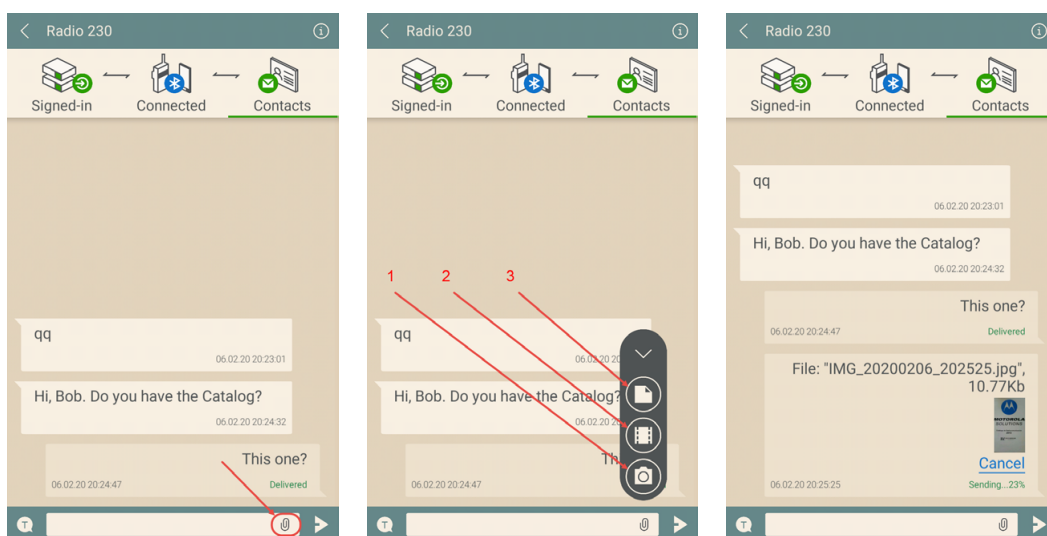 Radio 230
Signed-in
Connected
Contacts
qq
06.02.20 20:23:01
Hi, Bob. Do you have the Catalog?
06.02.20 20:24:32
This one?
06.02.20 20:24:47
Delivered
T
Radio 230
Signed-in
Connected
Contacts
1
2
3
qq
06.02.20 20
Hi, Bob. Do you have the Catalog?
06.02.20 20:2
Th
06.02.20 20:24:47
T
Radio 230
Signed-in
Connected
Contacts
qq
06.02.20 20:23:01
Hi, Bob. Do you have the Catalog?
06.02.20 20:24:32
This one?
06.02.20 20:24:47
Delivered
File: "IMG_20200206_202525.jpg",
10.77Kb
MOTOROLA
SOLUTIONS
Cancel
06.02.20 20:25:25
Sending...23%
T